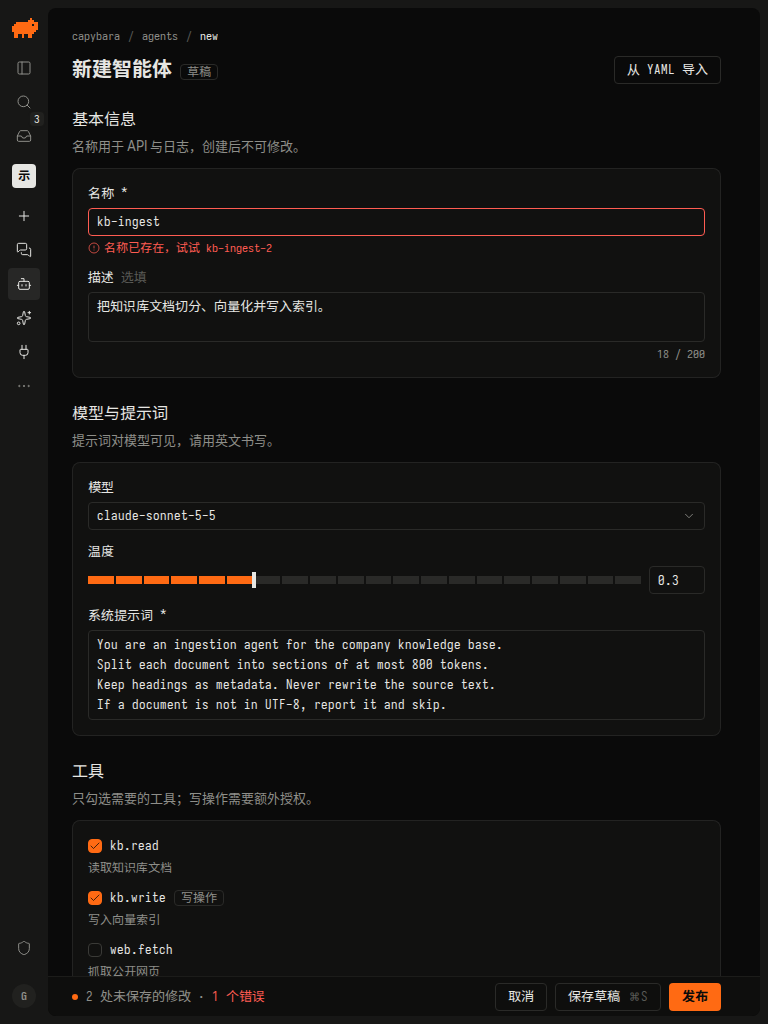 capybara / agents / new
新建智能体 草稿
从 YAML 导入
3
示
基本信息
名称用于 API 与日志，创建后不可修改。
名称 *
kb-ingest
名称已存在，试试 kb-ingest-2
描述 选填
把知识库文档切分、向量化并写入索引。
18 / 200
模型与提示词
提示词对模型可见，请用英文书写。
模型
claude-sonnet-5-5
温度
0.3
系统提示词 *
You are an ingestion agent for the company knowledge base.
Split each document into sections of at most 800 tokens.
Keep headings as metadata. Never rewrite the source text.
If a document is not in UTF-8, report it and skip.
工具
只勾选需要的工具；写操作需要额外授权。
kb.read
读取知识库文档
kb.write 写操作
写入向量索引
web.fetch
抓取公开网页
G
2 处未保存的修改 · 1 个错误
取消
保存草稿 ⌘S
发布